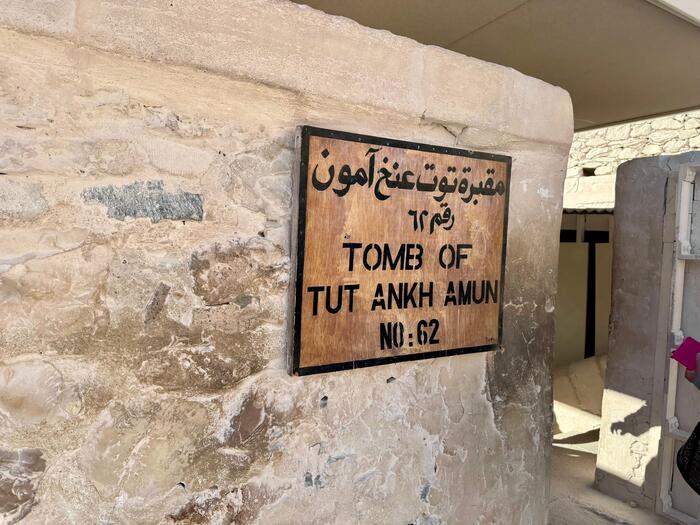 مقبرة توت عنخ آمون
رقم ٦٢
TOMB OF
TUT ANKH AMUN
NO: 62